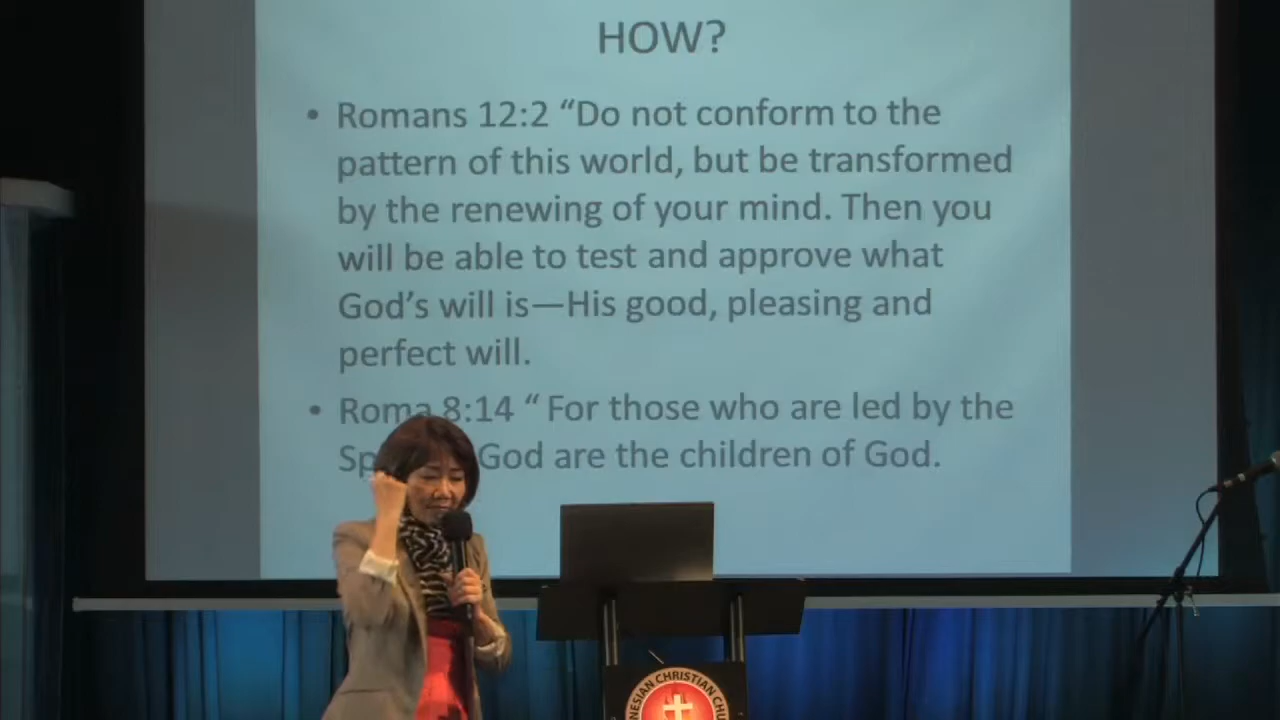 HOW?
• Romans 12:2 “Do not conform to the
pattern of this world, but be transformed
by the renewing of your mind. Then you
will be able to test and approve what
God’s will is—His good, pleasing and
perfect will.
• Roma 8:14 “ For those who are led by the
God are the children of God.
NESIAN CHRISTIAN CHU